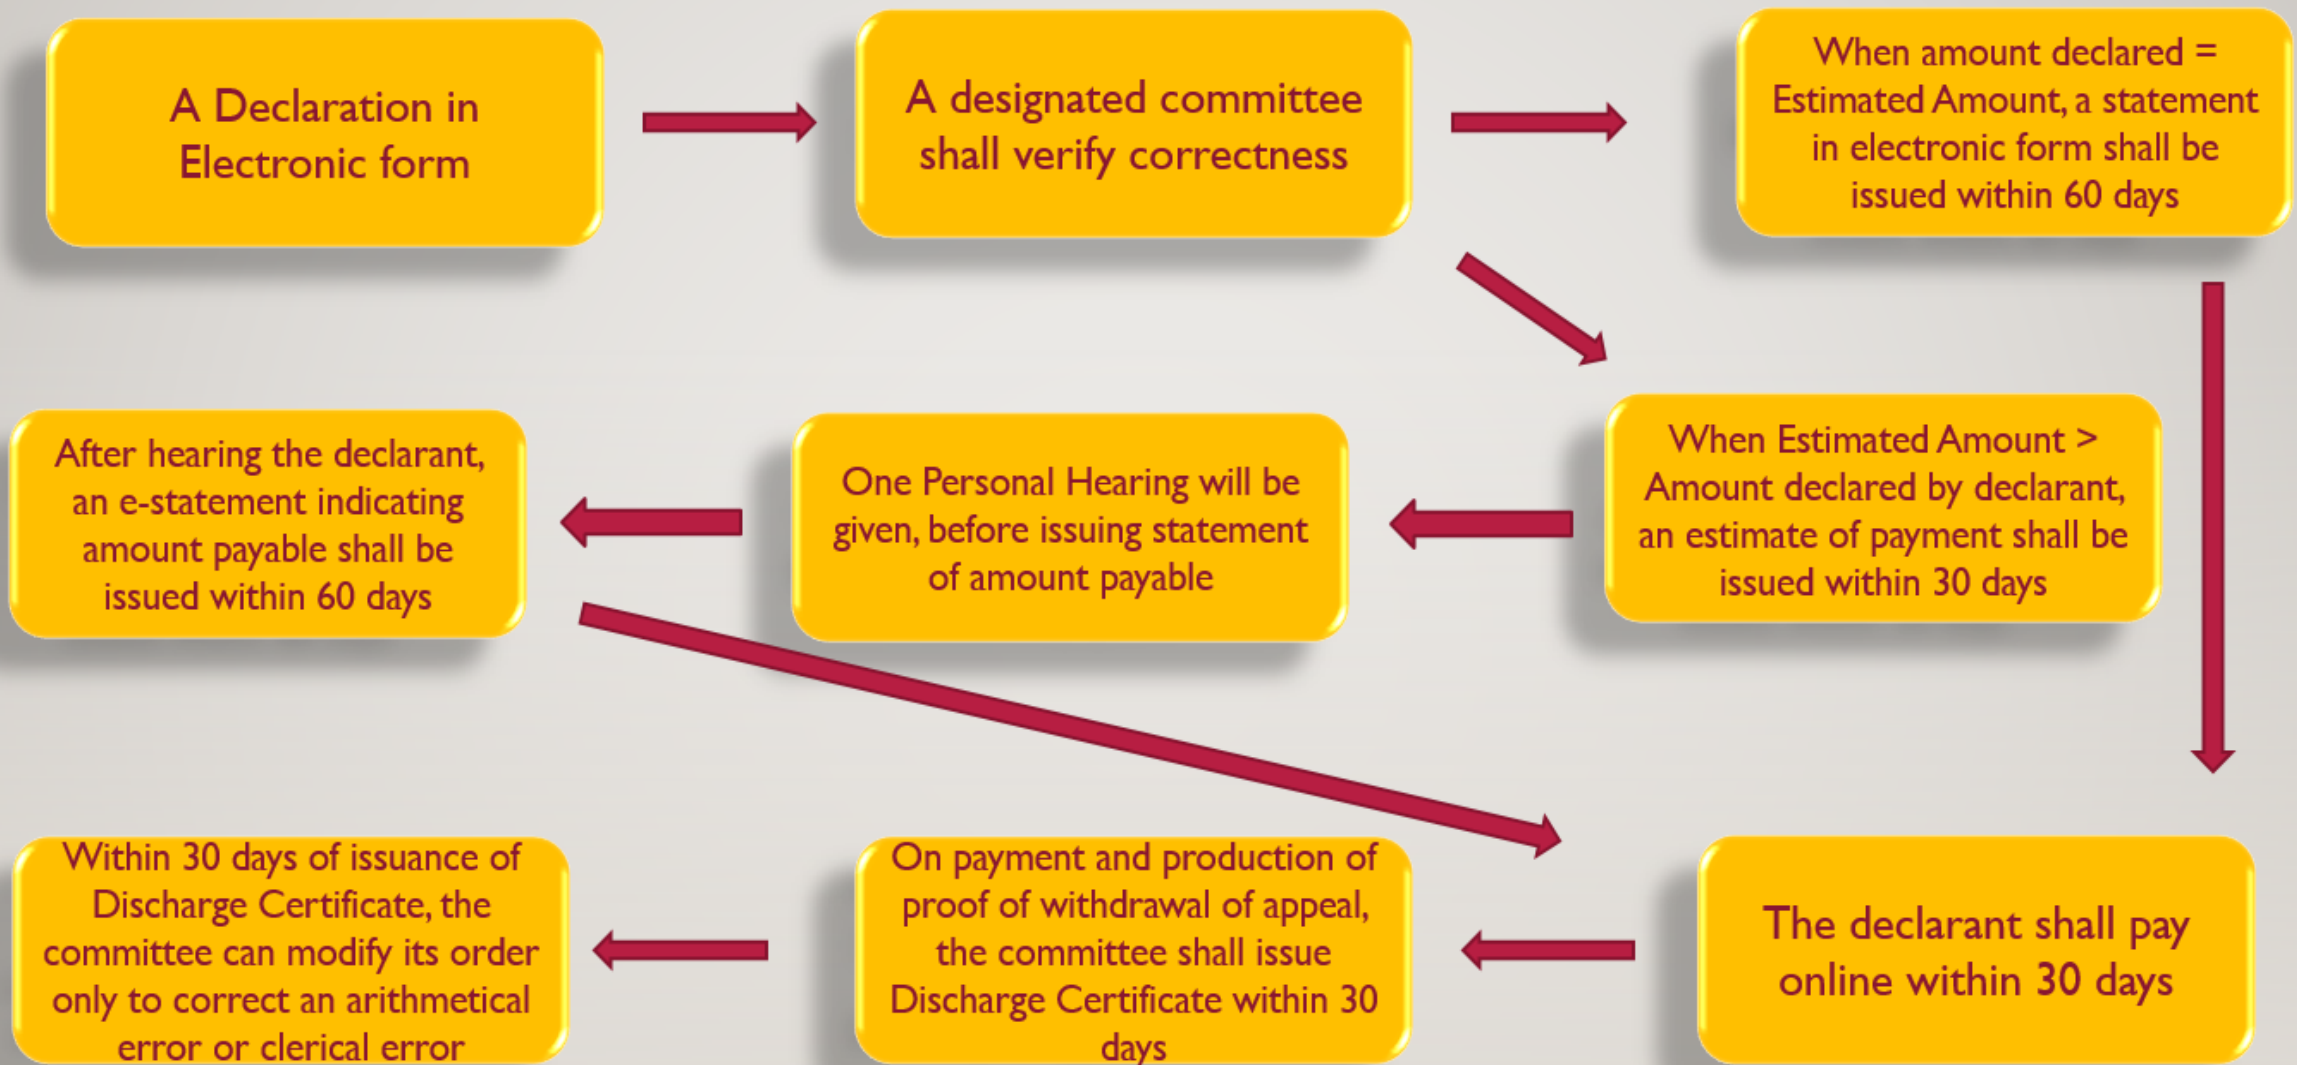 A Declaration in
Electronic form
A designated committee
shall verify correctness
When amount declared =
Estimated Amount, a statement
in electronic form shall be
issued within 60 days
When Estimated Amount >
Amount declared by declarant,
an estimate of payment shall be
issued within 30 days
One Personal Hearing will be
given, before issuing statement
of amount payable
After hearing the declarant,
an e-statement indicating
amount payable shall be
issued within 60 days
The declarant shall pay
online within 30 days
On payment and production of
proof of withdrawal of appeal,
the committee shall issue
Discharge Certificate within 30
days
Within 30 days of issuance of
Discharge Certificate, the
committee can modify its order
only to correct an arithmetical
error or clerical error